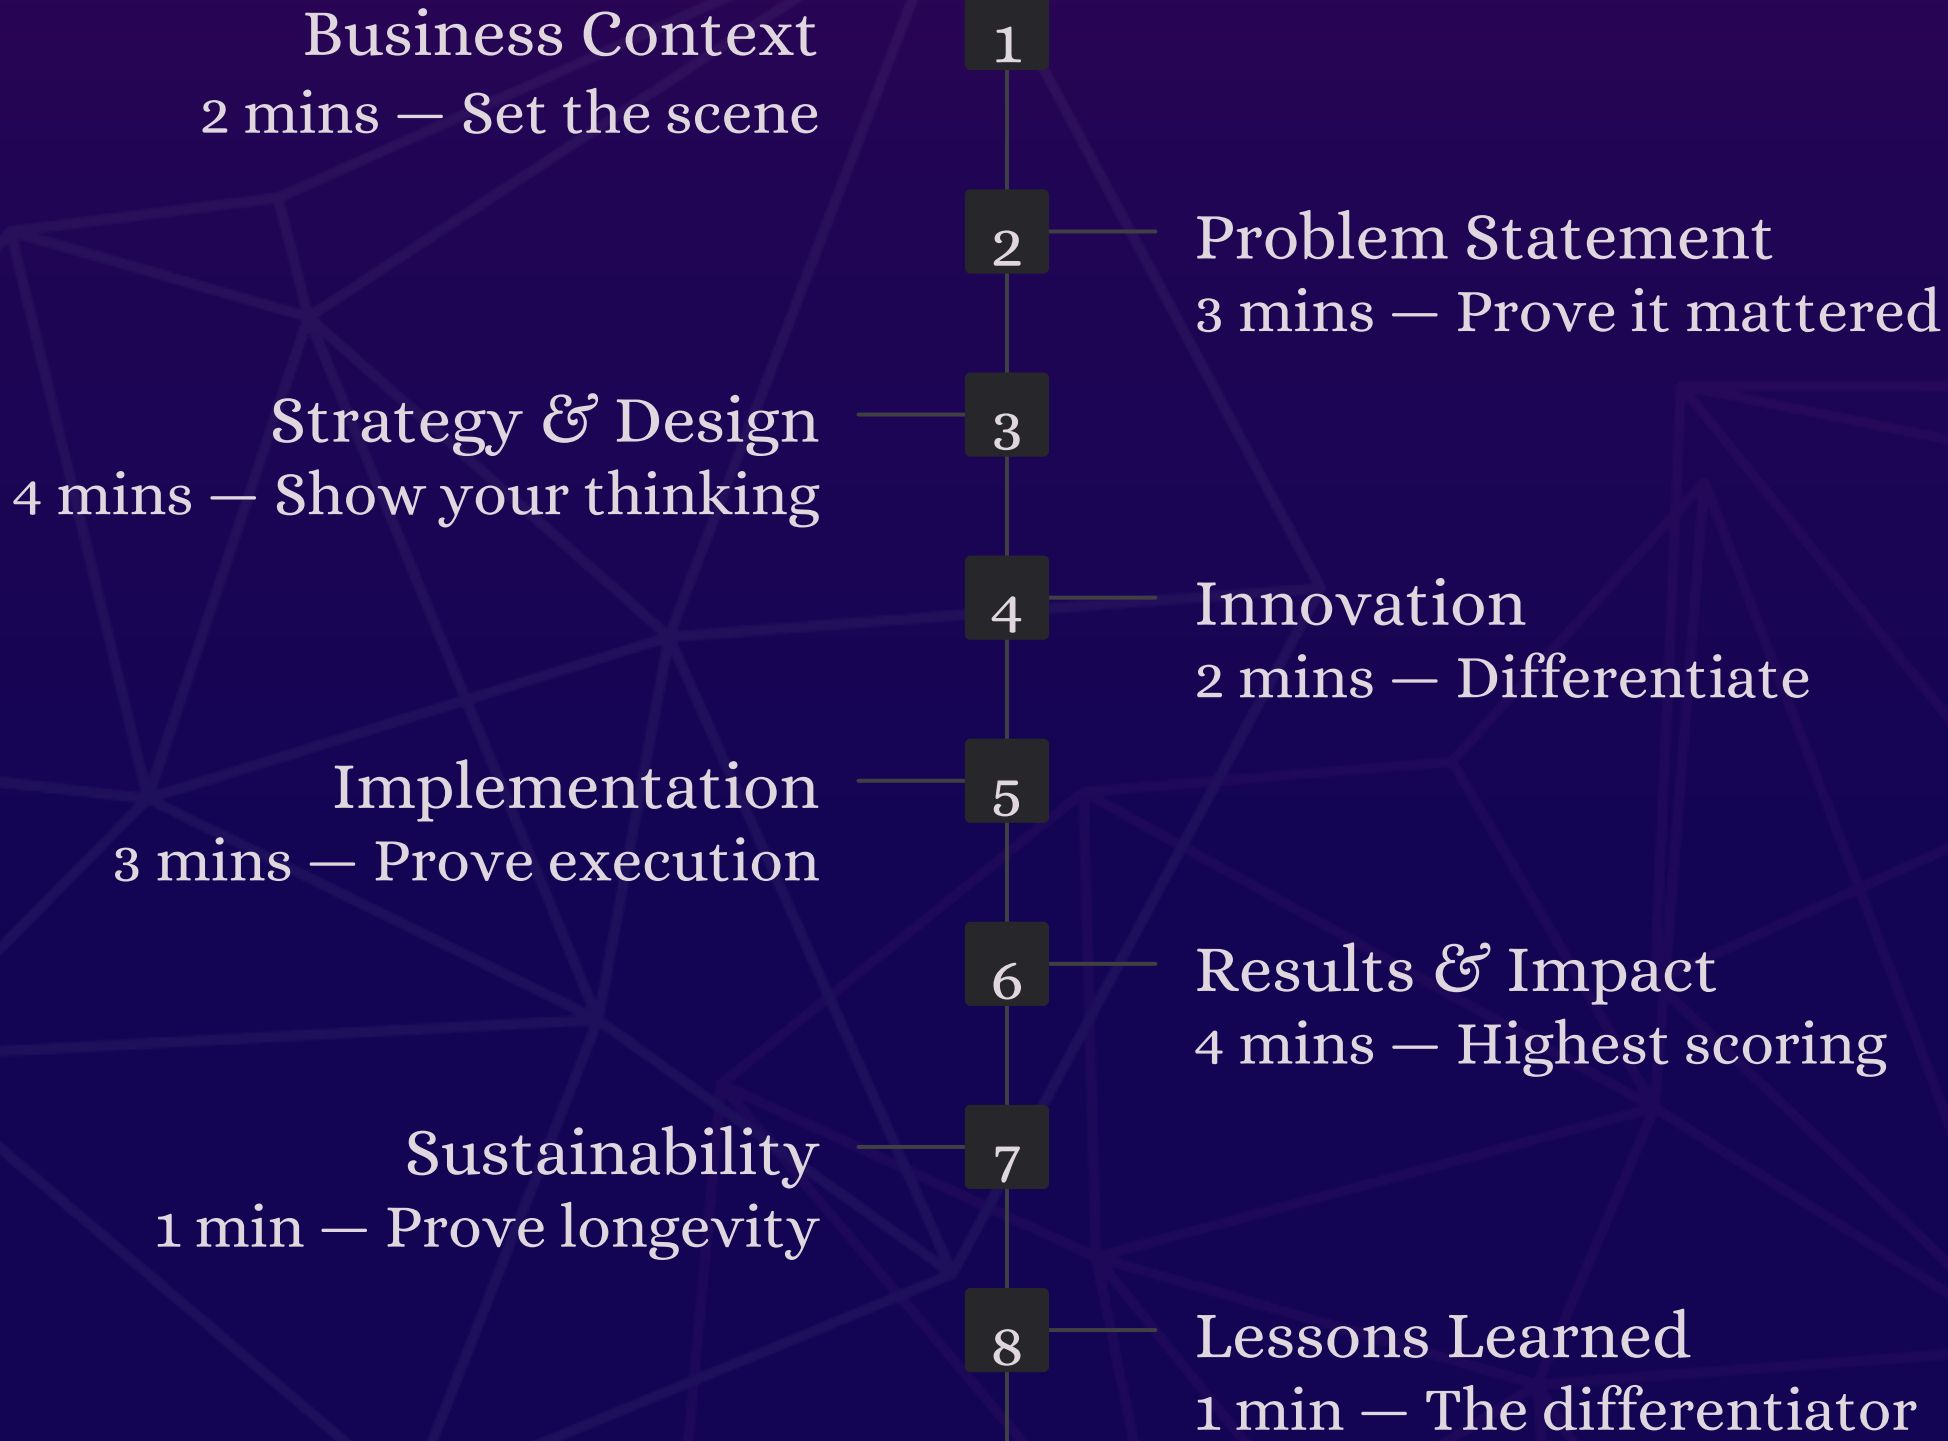 Business Context
2 mins — Set the scene
1
2
Problem Statement
3 mins — Prove it mattered
Strategy & Design
4 mins — Show your thinking
3
4
Innovation
2 mins — Differentiate
Implementation
3 mins — Prove execution
5
6
Results & Impact
4 mins — Highest scoring
Sustainability
1 min — Prove longevity
7
8
Lessons Learned
1 min — The differentiator